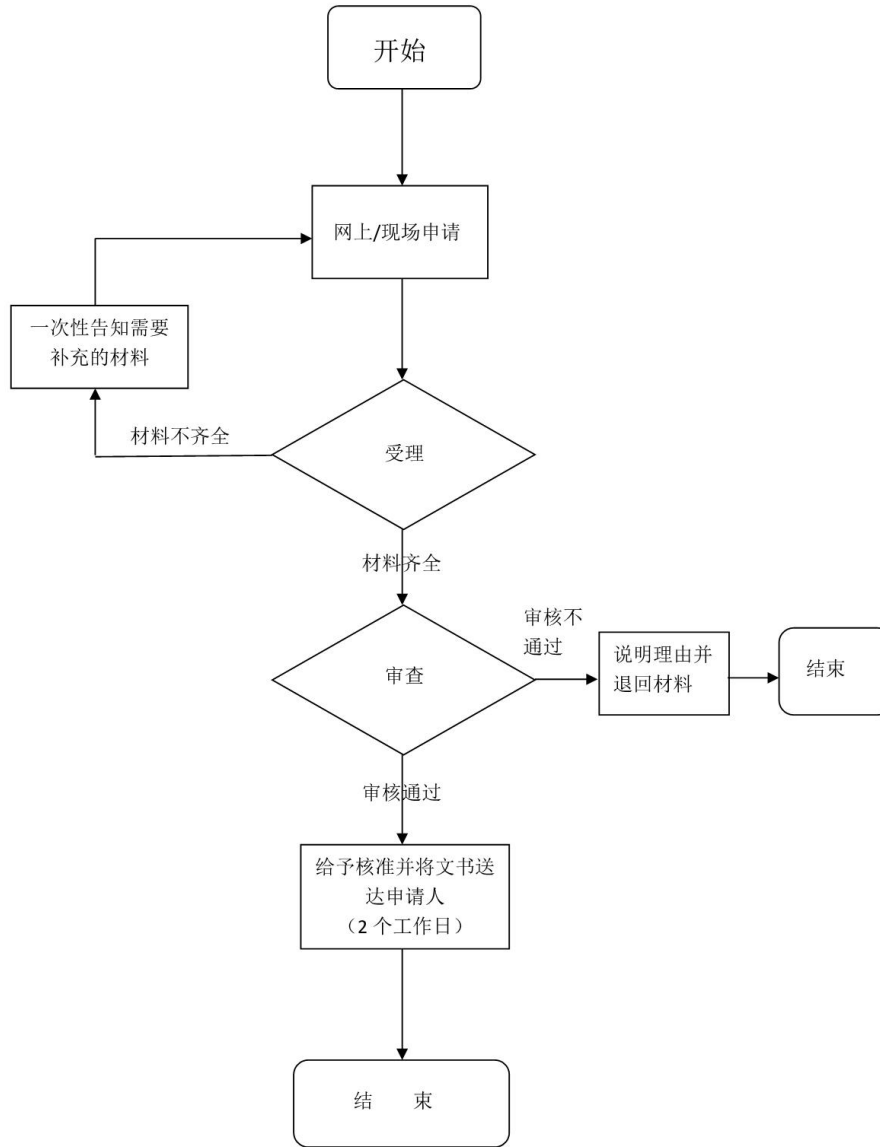 开始
网上/现场申请
一次性告知需要
补充的材料
材料不齐全
受理
材料齐全
审核不
通过
审查
说明理由并
退回材料
结束
审核通过
给予核准并将文书送
达申请人
（2 个工作日）
结 束